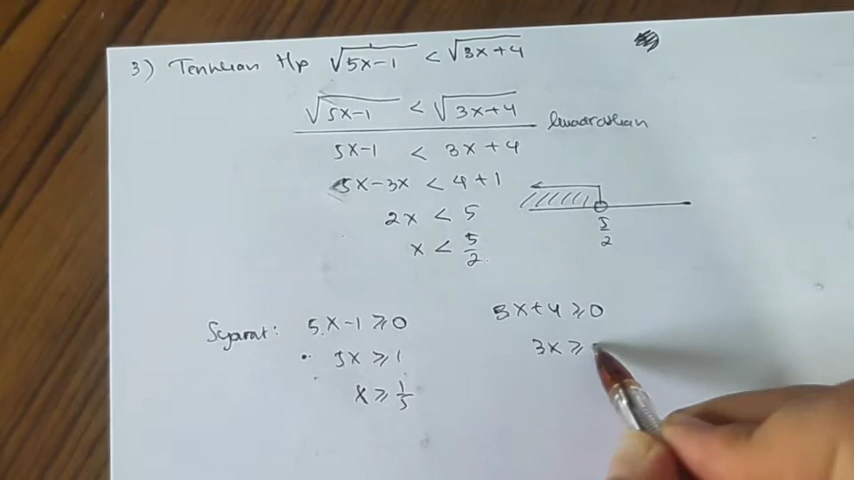 3) Tentukan Hp √5x-1 < √3x+4
√5x-1 < √3x+4 kuadratkan
5x-1 < 3x+4
5x-3x < 4+1
2x < 5
x < 5/2.
5/2
Syarat: 5x-1 ≥ 0
5x ≥ 1
x ≥ 1/5
3x+4 ≥ 0
3x ≥